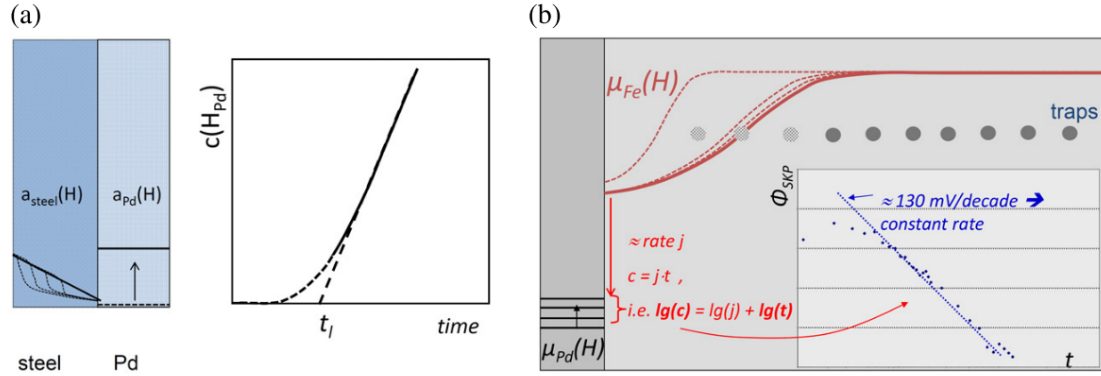 (a)
a_steel(H)
a_Pd(H)
steel
Pd
c(H_Pd)
t_l
time
(b)
μ_Fe(H)
traps
Φ_SKP
≈130 mV/decade ➔
constant rate
≈ rate j
c = j·t ,
i.e. lg(c) = lg(j) + lg(t)
μ_Pd(H)
t